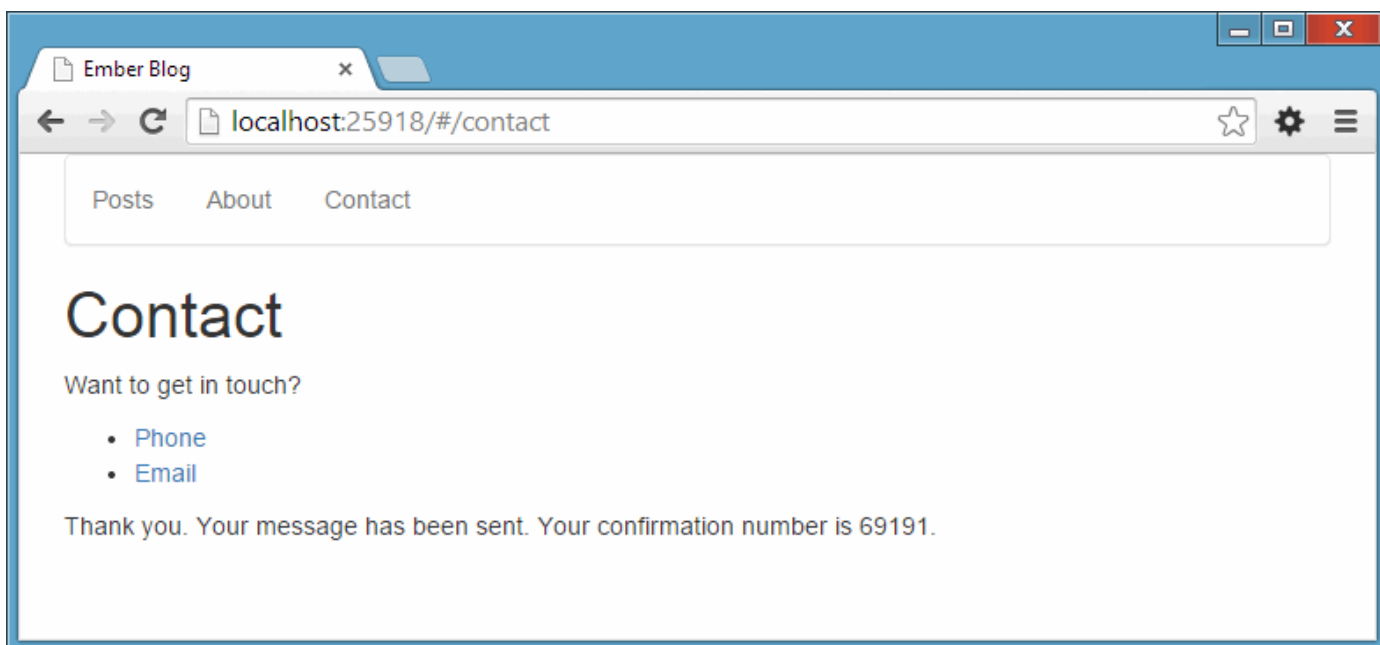 Ember Blog
localhost:25918/#/contact
Posts About Contact
Contact
Want to get in touch?
• Phone
• Email
Thank you. Your message has been sent. Your confirmation number is 69191.